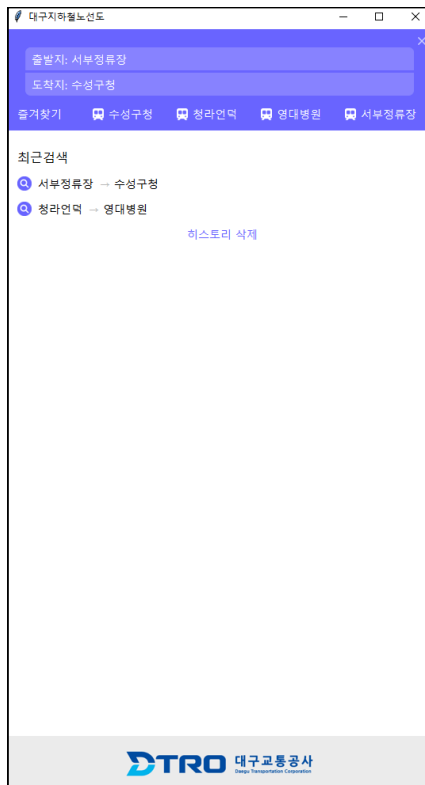 대구지하철노선도
출발지: 서부정류장
도착지: 수성구청
즐겨찾기 수성구청 청라언덕 영대병원 서부정류장
최근검색
서부정류장 → 수성구청
청라언덕 → 영대병원
히스토리 삭제
DTRO 대구교통공사
Daegu Transportation Corporation